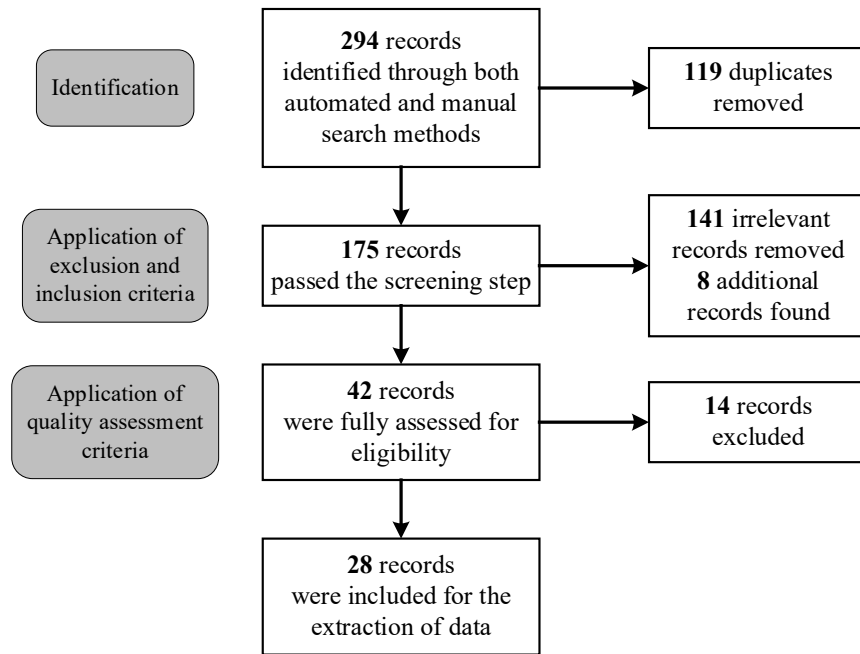 Identification
294 records
identified through both
automated and manual
search methods
119 duplicates
removed
Application of
exclusion and
inclusion criteria
175 records
passed the screening step
141 irrelevant
records removed
8 additional
records found
Application of
quality assessment
criteria
42 records
were fully assessed for
eligibility
14 records
excluded
28 records
were included for the
extraction of data